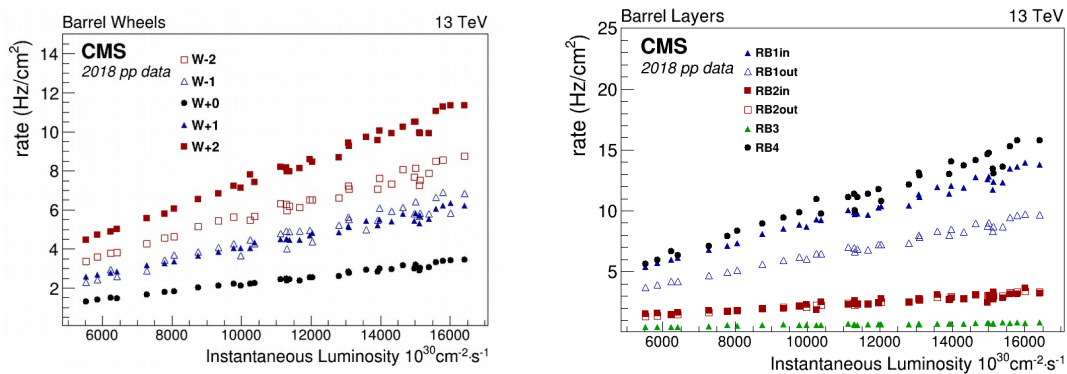 Barrel Wheels 13 TeV
rate (Hz/cm²)
14
12
10
8
6
4
2
CMS
2018 pp data
W-2
W-1
W+0
W+1
W+2
6000 8000 10000 12000 14000 16000
Instantaneous Luminosity 10³⁰cm⁻²·s⁻¹
Barrel Layers 13 TeV
rate (Hz/cm²)
25
20
15
10
5
CMS
2018 pp data
RB1in
RB1out
RB2in
RB2out
RB3
RB4
6000 8000 10000 12000 14000 16000
Instantaneous Luminosity 10³⁰cm⁻²·s⁻¹